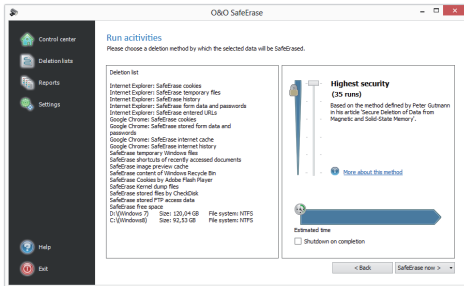 O&O SafeErase
Control center
Deletion lists
Reports
Settings
Help
Exit
Run acitivities
Please choose a deletion method by which the selected data will be SafeErased.
Deletion list
Internet Explorer: SafeErase cookies
Internet Explorer: SafeErase temporary files
Internet Explorer: SafeErase history
Internet Explorer: SafeErase form data and passwords
Internet Explorer: SafeErase entered URLs
Google Chrome: SafeErase cookies
Google Chrome: SafeErase stored form data and
passwords
Google Chrome: SafeErase internet cache
Google Chrome: SafeErase internet history
SafeErase temporary Windows files
SafeErase shortcuts of recently accessed documents
SafeErase image preview cache
SafeErase content of Windows Recycle Bin
SafeErase Cookies by Adobe Flash Player
SafeErase Kernel dump files
SafeErase stored files by CheckDisk
SafeErase stored FTP access data
SafeErase free space
D:\(Windows 7) Size: 120,04 GB File system: NTFS
C:\(Windows8) Size: 92,53 GB File system: NTFS
Highest security
(35 runs)
Based on the method defined by Peter Gutmann
in his article 'Secure Deletion of Data from
Magnetic and Solid-State Memory'.
More about this method
Estimated time
Shutdown on completion
< Back
SafeErase now >